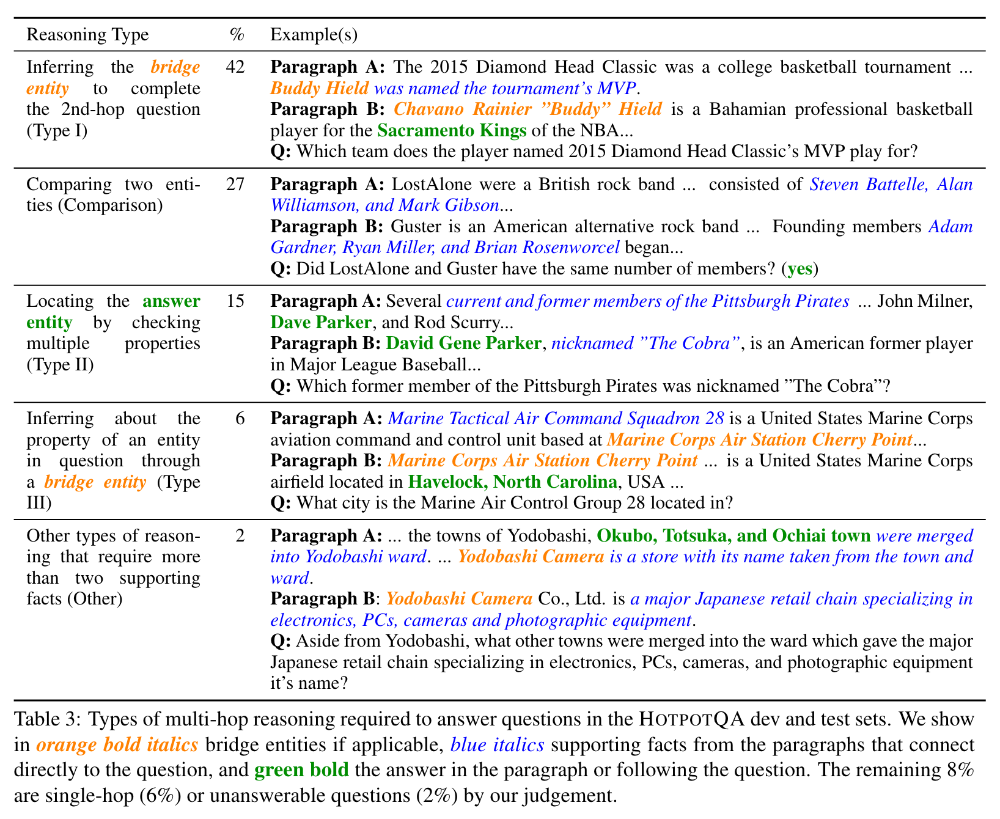 Reasoning Type % Example(s)
Inferring the bridge
entity to complete
the 2nd-hop question
(Type I)
42
Paragraph A: The 2015 Diamond Head Classic was a college basketball tournament ...
Buddy Hield was named the tournament's MVP.
Paragraph B: Chavano Rainier ”Buddy” Hield is a Bahamian professional basketball
player for the Sacramento Kings of the NBA...
Q: Which team does the player named 2015 Diamond Head Classic's MVP play for?
Comparing two enti-
ties (Comparison)
27
Paragraph A: LostAlone were a British rock band ... consisted of Steven Battelle, Alan
Williamson, and Mark Gibson...
Paragraph B: Guster is an American alternative rock band ... Founding members Adam
Gardner, Ryan Miller, and Brian Rosenworcel began...
Q: Did LostAlone and Guster have the same number of members? (yes)
Locating the answer
entity by checking
multiple properties
(Type II)
15
Paragraph A: Several current and former members of the Pittsburgh Pirates ... John Milner,
Dave Parker, and Rod Scurry...
Paragraph B: David Gene Parker, nicknamed ”The Cobra”, is an American former player
in Major League Baseball...
Q: Which former member of the Pittsburgh Pirates was nicknamed ”The Cobra”?
Inferring about the
property of an entity
in question through
a bridge entity (Type
III)
6
Paragraph A: Marine Tactical Air Command Squadron 28 is a United States Marine Corps
aviation command and control unit based at Marine Corps Air Station Cherry Point...
Paragraph B: Marine Corps Air Station Cherry Point ... is a United States Marine Corps
airfield located in Havelock, North Carolina, USA ...
Q: What city is the Marine Air Control Group 28 located in?
Other types of reason-
ing that require more
than two supporting
facts (Other)
2
Paragraph A: ... the towns of Yodobashi, Okubo, Totsuka, and Ochiai town were merged
into Yodobashi ward. ... Yodobashi Camera is a store with its name taken from the town and
ward.
Paragraph B: Yodobashi Camera Co., Ltd. is a major Japanese retail chain specializing in
electronics, PCs, cameras and photographic equipment.
Q: Aside from Yodobashi, what other towns were merged into the ward which gave the major
Japanese retail chain specializing in electronics, PCs, cameras, and photographic equipment
it's name?
Table 3: Types of multi-hop reasoning required to answer questions in the HOTPOTQA dev and test sets. We show
in orange bold italics bridge entities if applicable, blue italics supporting facts from the paragraphs that connect
directly to the question, and green bold the answer in the paragraph or following the question. The remaining 8%
are single-hop (6%) or unanswerable questions (2%) by our judgement.